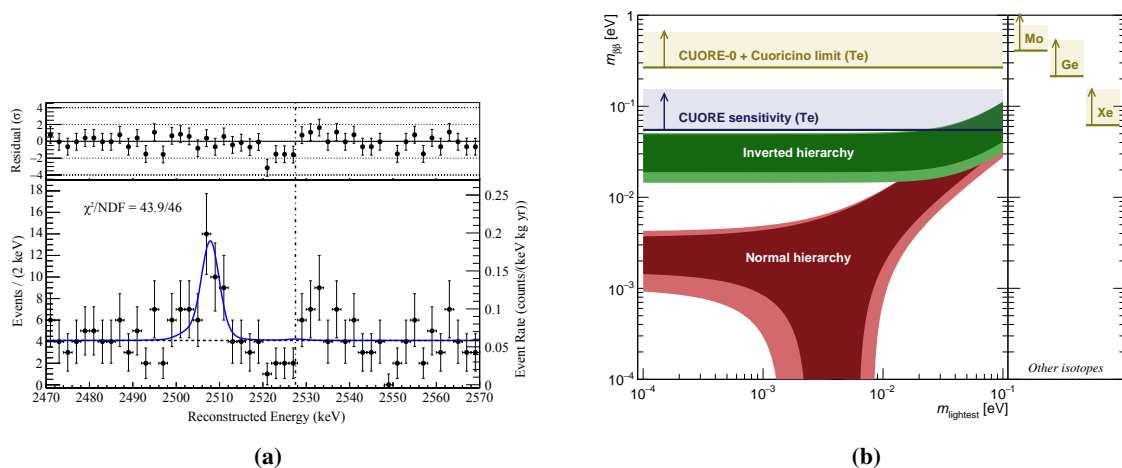 4
2
0
−2
−4
Residual (σ)
18
16
14
12
10
8
6
4
2
0
Events / (2 keV)
χ²/NDF = 43.9/46
0.25
0.2
0.15
0.1
0.05
0
Event Rate (counts/(keV kg yr))
2470 2480 2490 2500 2510 2520 2530 2540 2550 2560 2570
Reconstructed Energy (keV)
(a)
m_ββ [eV]
1
10⁻¹
10⁻²
10⁻³
10⁻⁴
CUORE-0 + Cuoricino limit (Te)
CUORE sensitivity (Te)
Inverted hierarchy
Normal hierarchy
Mo
Ge
Xe
Other isotopes
10⁻⁴ 10⁻³ 10⁻² 10⁻¹
m_lightest [eV]
(b)